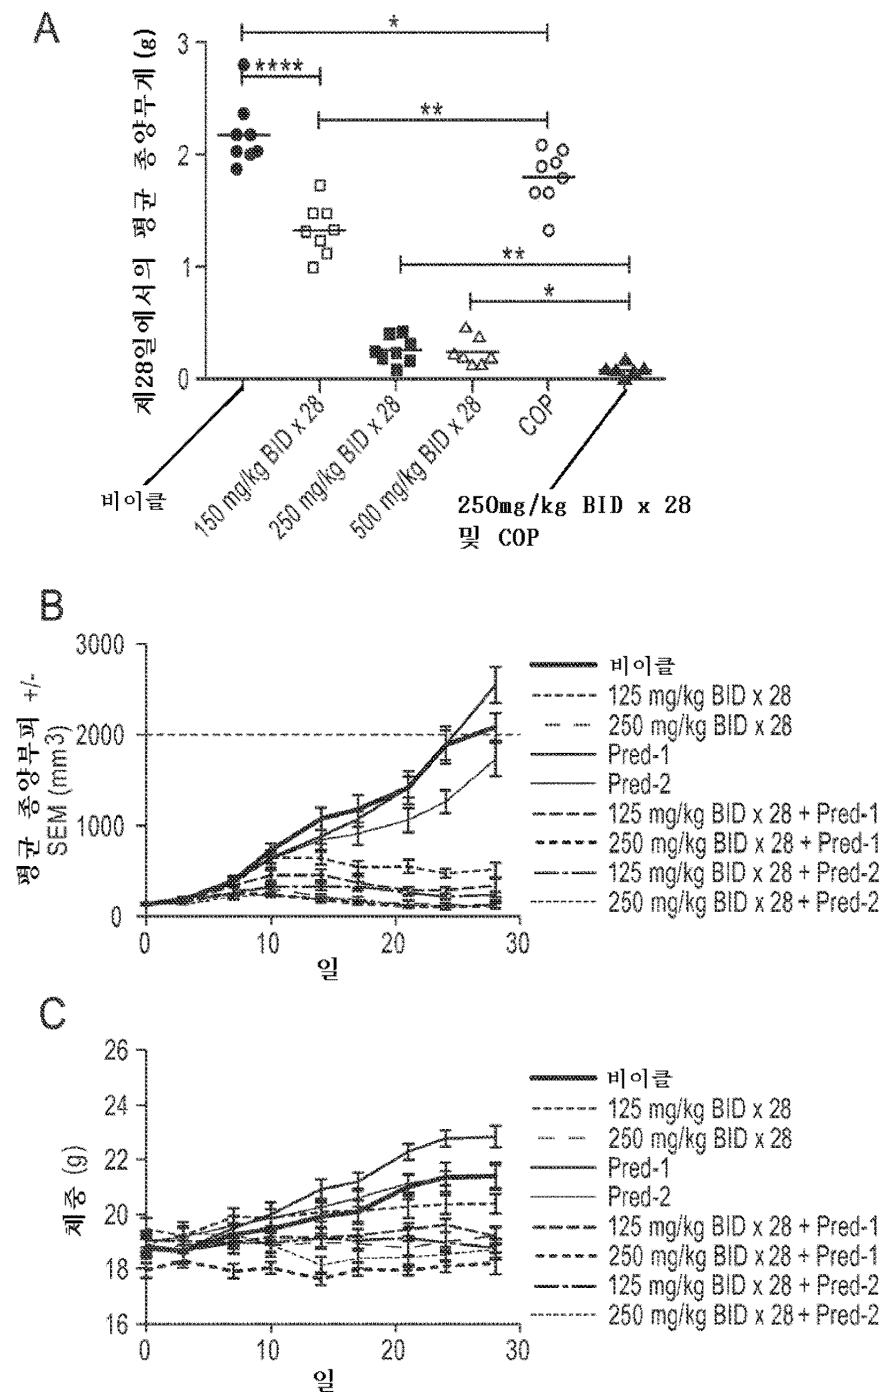 A
제28일에서의 평균 종양무게 (g)
3
2
1
0
*
****
**
**
*
비이클
150 mg/kg BID x 28
250 mg/kg BID x 28
500 mg/kg BID x 28
COP
250mg/kg BID x 28
및 COP
B
평균 종양부피 +/-
SEM (mm3)
3000
2000
1000
0
0 10 20 30
일
비이클
125 mg/kg BID x 28
250 mg/kg BID x 28
Pred-1
Pred-2
125 mg/kg BID x 28 + Pred-1
250 mg/kg BID x 28 + Pred-1
125 mg/kg BID x 28 + Pred-2
250 mg/kg BID x 28 + Pred-2
C
체중 (g)
26
24
22
20
18
16
0 10 20 30
일
비이클
125 mg/kg BID x 28
250 mg/kg BID x 28
Pred-1
Pred-2
125 mg/kg BID x 28 + Pred-1
250 mg/kg BID x 28 + Pred-1
125 mg/kg BID x 28 + Pred-2
250 mg/kg BID x 28 + Pred-2